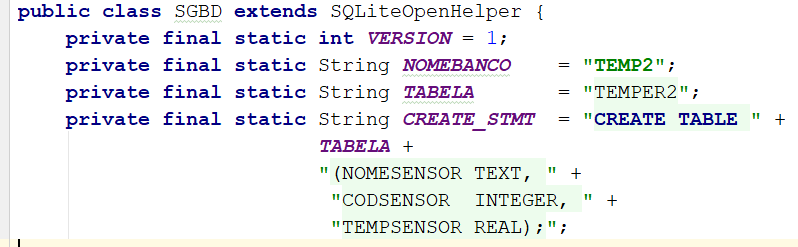 public class SGBD extends SQLiteOpenHelper {
    private final static int VERSION = 1;
    private final static String NOMEBANCO    = "TEMP2";
    private final static String TABELA       = "TEMPER2";
    private final static String CREATE_STMT  = "CREATE TABLE " +
                         TABELA +
                         "(NOMESENSOR TEXT, " +
                          "CODSENSOR  INTEGER, " +
                          "TEMPSENSOR REAL);";